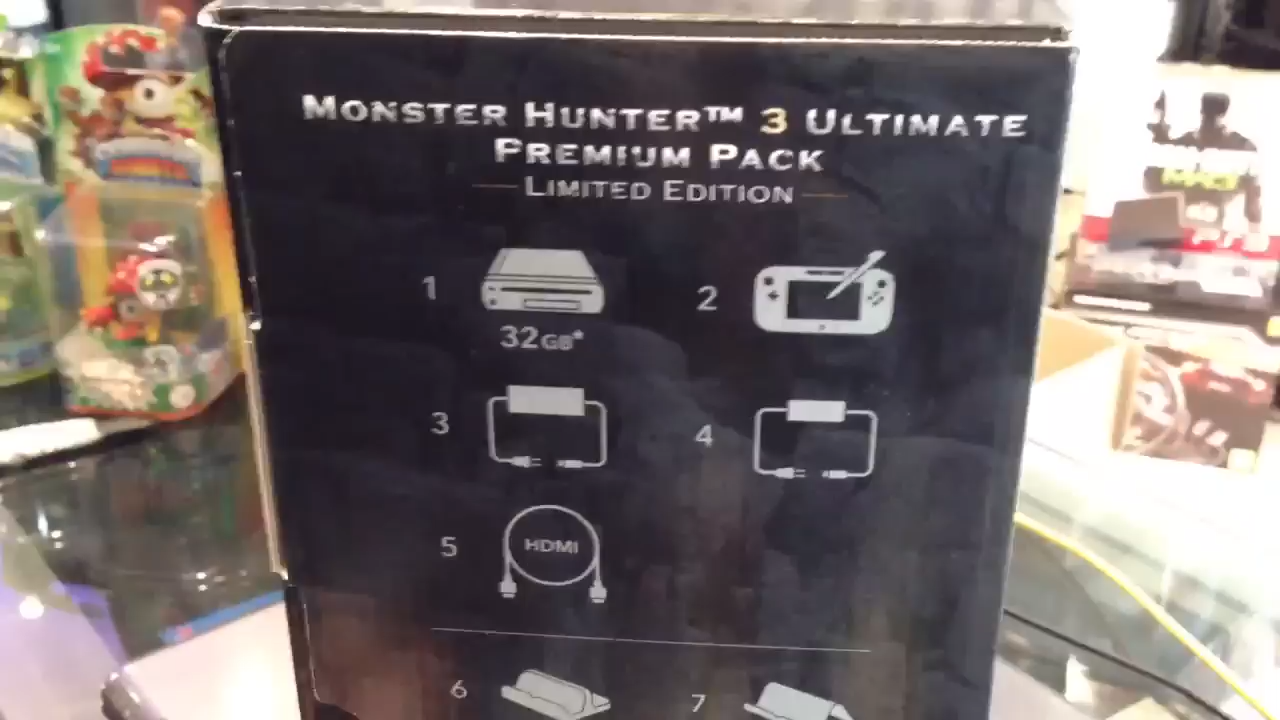 MONSTER HUNTER™ 3 ULTIMATE
PREMIUM PACK
LIMITED EDITION
1
2
32GB*
3
4
5
HDMI
6
7